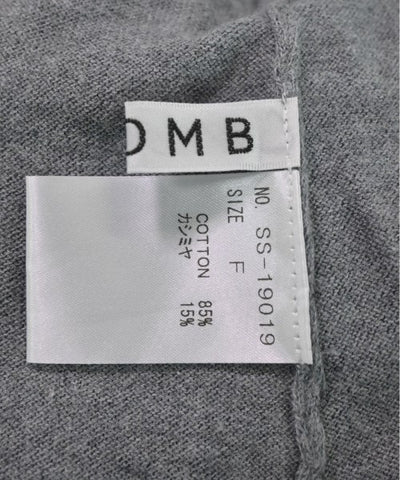 OMB
NO. SS-19019
SIZE F
COTTON 85%
カシミヤ 15%